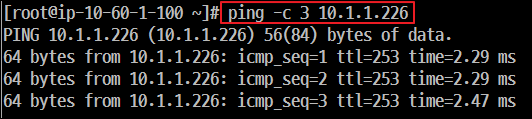 [root@ip-10-60-1-100 ~]# ping -c 3 10.1.1.226
PING 10.1.1.226 (10.1.1.226) 56(84) bytes of data.
64 bytes from 10.1.1.226: icmp_seq=1 ttl=253 time=2.29 ms
64 bytes from 10.1.1.226: icmp_seq=2 ttl=253 time=2.29 ms
64 bytes from 10.1.1.226: icmp_seq=3 ttl=253 time=2.47 ms